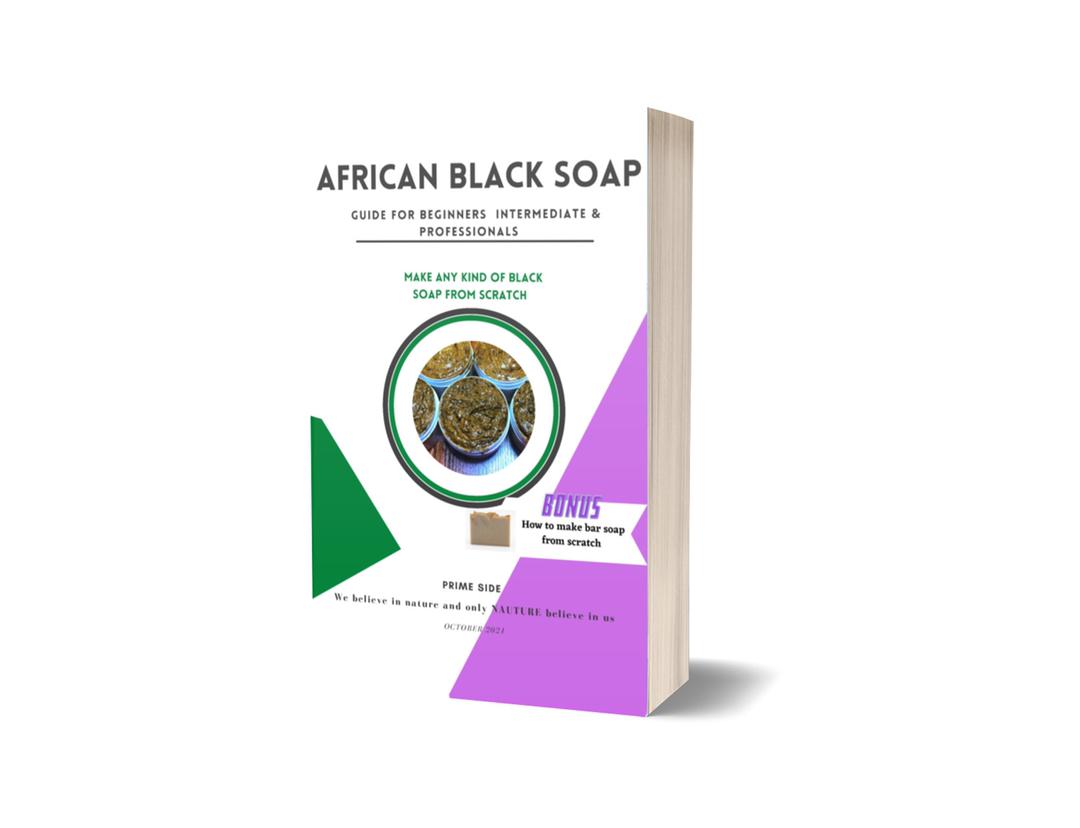 AFRICAN BLACK SOAP
GUIDE FOR BEGINNERS INTERMEDIATE &
PROFESSIONALS
MAKE ANY KIND OF BLACK
SOAP FROM SCRATCH
BONUS
How to make bar soap
from scratch
PRIME SIDE
We believe in nature and only NAUTURE believe in us
OCTOBER 2021